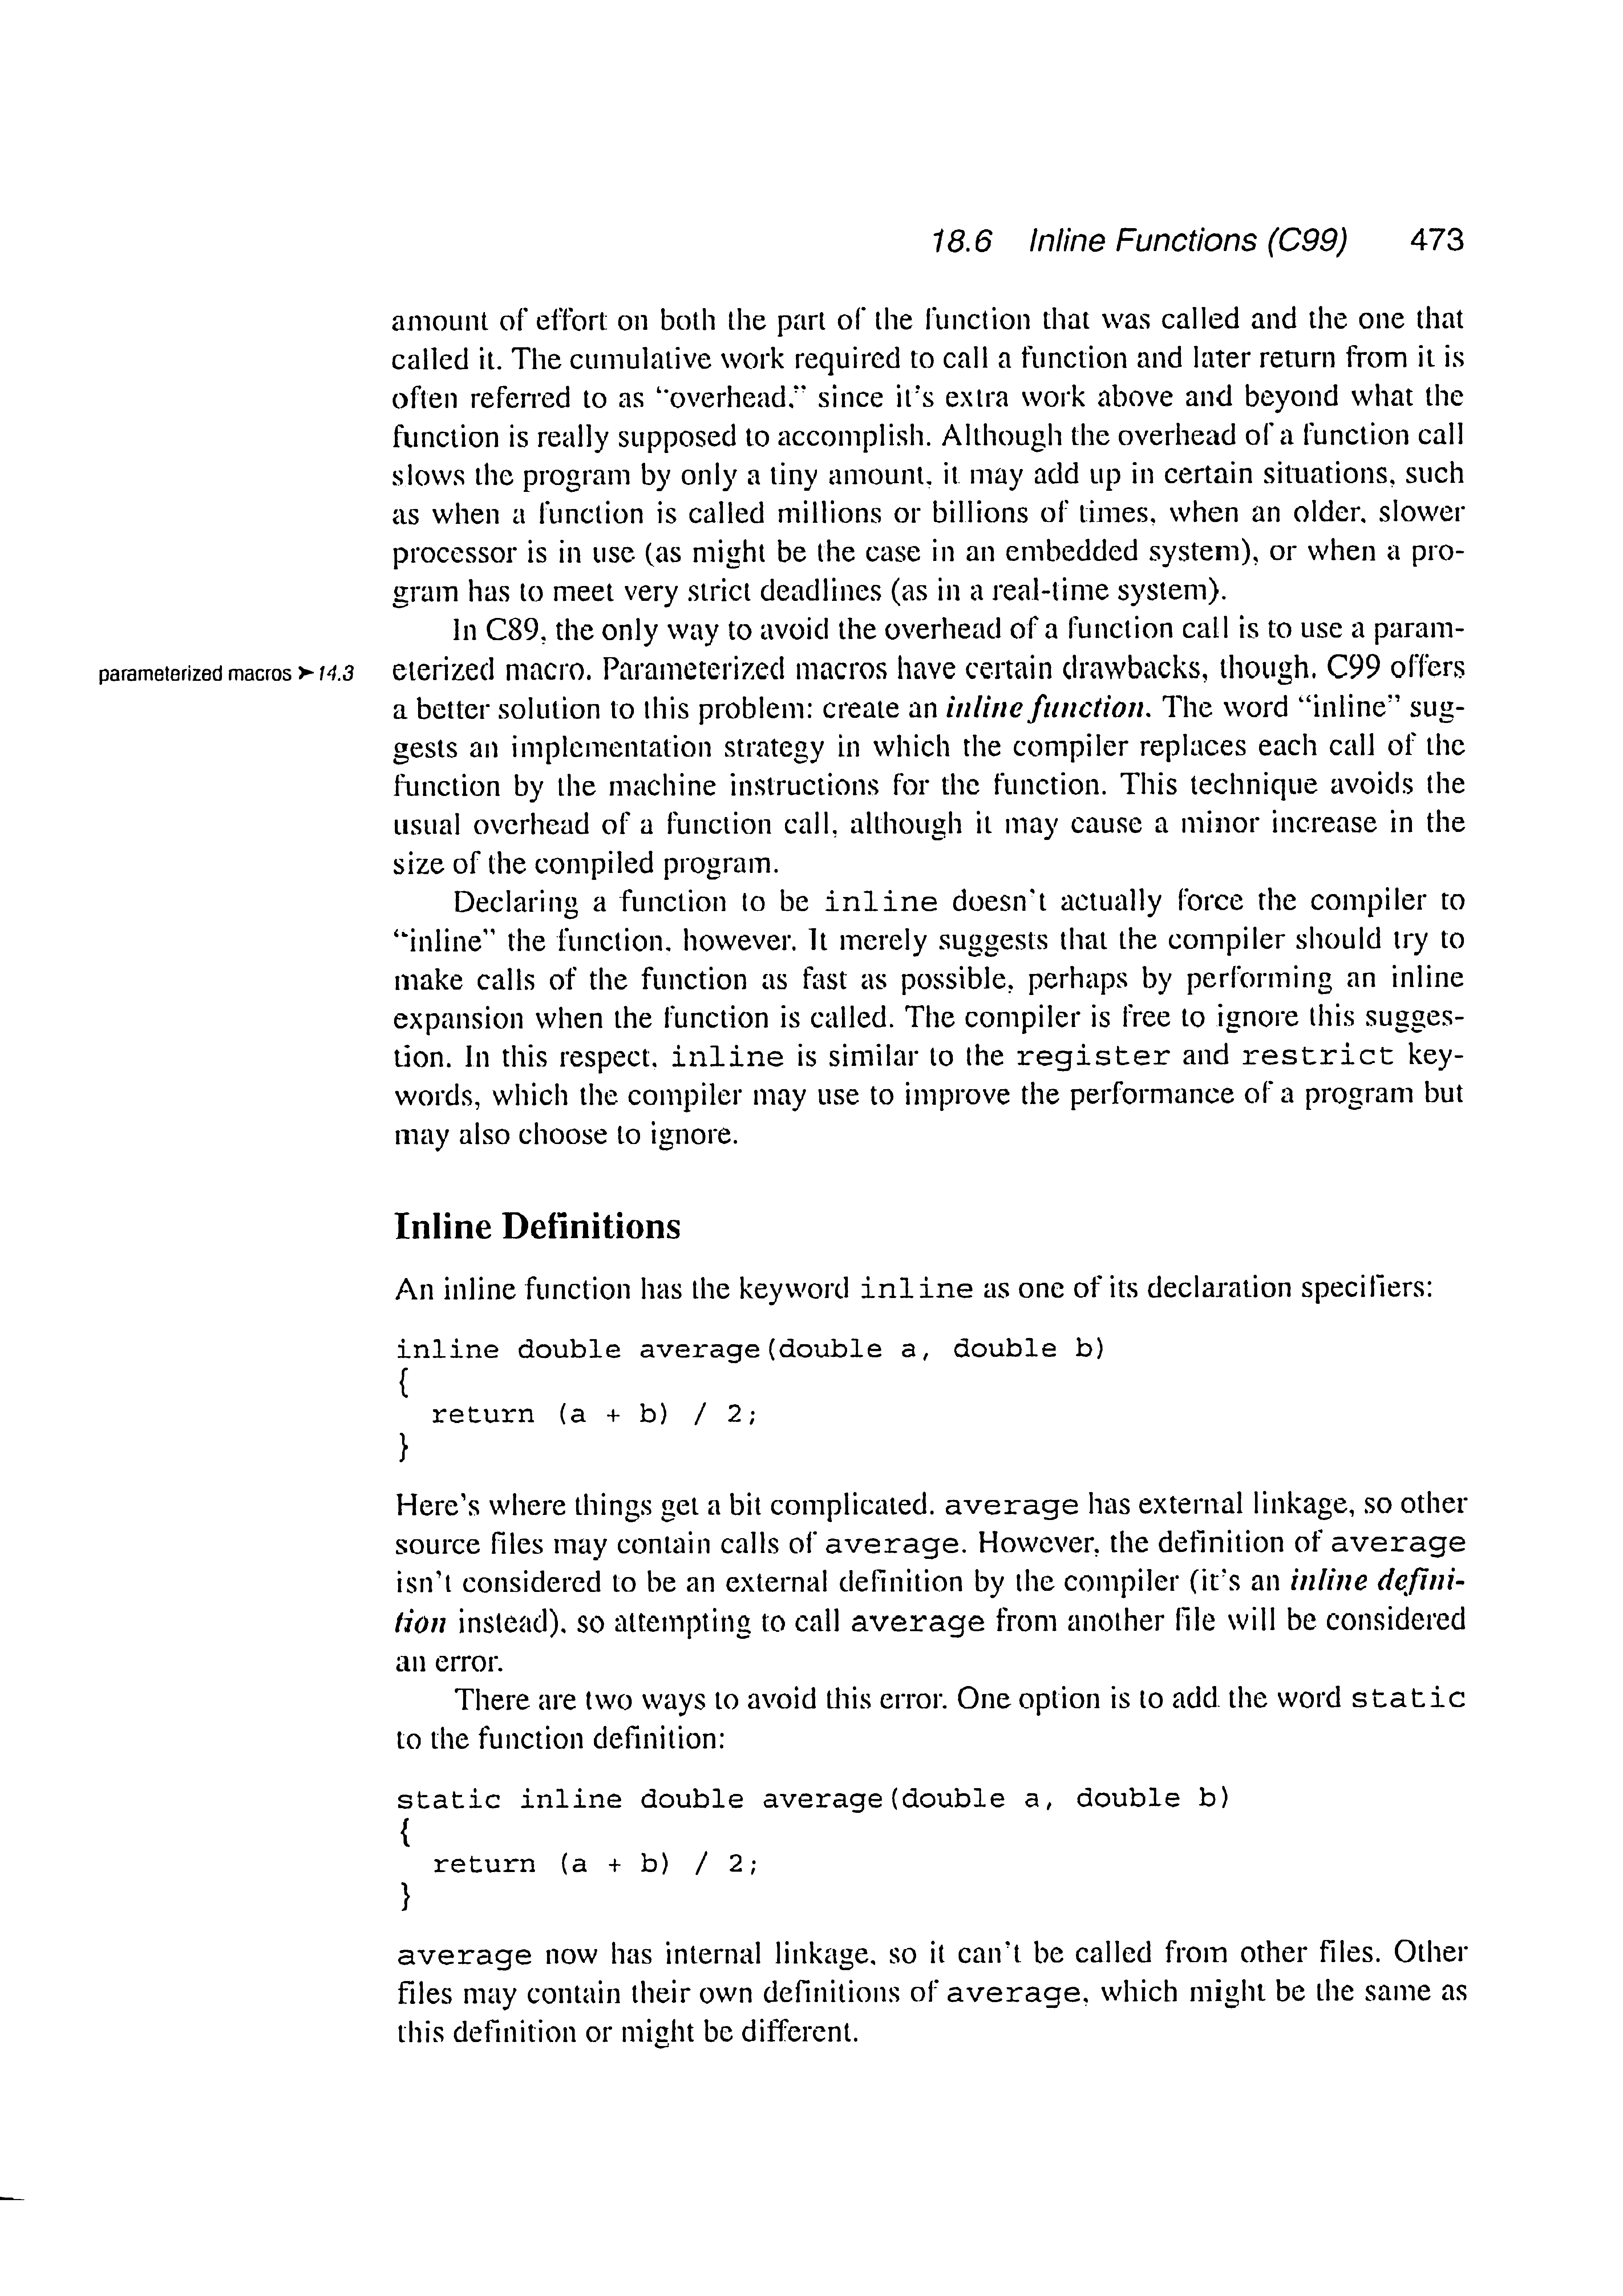 18.6 Inline Functions (C99) 473
amount of effort on both the part of the function that was called and the one that
called it. The cumulative work required to call a function and later return from it is
often referred to as "overhead," since it's extra work above and beyond what the
function is really supposed to accomplish. Although the overhead of a function call
slows the program by only a tiny amount, it may add up in certain situations, such
as when a function is called millions or billions of times, when an older, slower
processor is in use (as might be the case in an embedded system), or when a pro-
gram has to meet very strict deadlines (as in a real-time system).
In C89, the only way to avoid the overhead of a function call is to use a param-
parameterized macros ➤14.3 eterized macro. Parameterized macros have certain drawbacks, though. C99 offers
a better solution to this problem: create an inline function. The word "inline" sug-
gests an implementation strategy in which the compiler replaces each call of the
function by the machine instructions for the function. This technique avoids the
usual overhead of a function call, although it may cause a minor increase in the
size of the compiled program.
Declaring a function to be inline doesn't actually force the compiler to
"inline" the function, however. It merely suggests that the compiler should try to
make calls of the function as fast as possible, perhaps by performing an inline
expansion when the function is called. The compiler is free to ignore this sugges-
tion. In this respect, inline is similar to the register and restrict key-
words, which the compiler may use to improve the performance of a program but
may also choose to ignore.
Inline Definitions
An inline function has the keyword inline as one of its declaration specifiers:
inline double average(double a, double b)
{
return (a + b) / 2;
}
Here's where things get a bit complicated. average has external linkage, so other
source files may contain calls of average. However, the definition of average
isn't considered to be an external definition by the compiler (it's an inline defini-
tion instead), so attempting to call average from another file will be considered
an error.
There are two ways to avoid this error. One option is to add the word static
to the function definition:
static inline double average(double a, double b)
{
return (a + b) / 2;
}
average now has internal linkage, so it can't be called from other files. Other
files may contain their own definitions of average, which might be the same as
this definition or might be different.